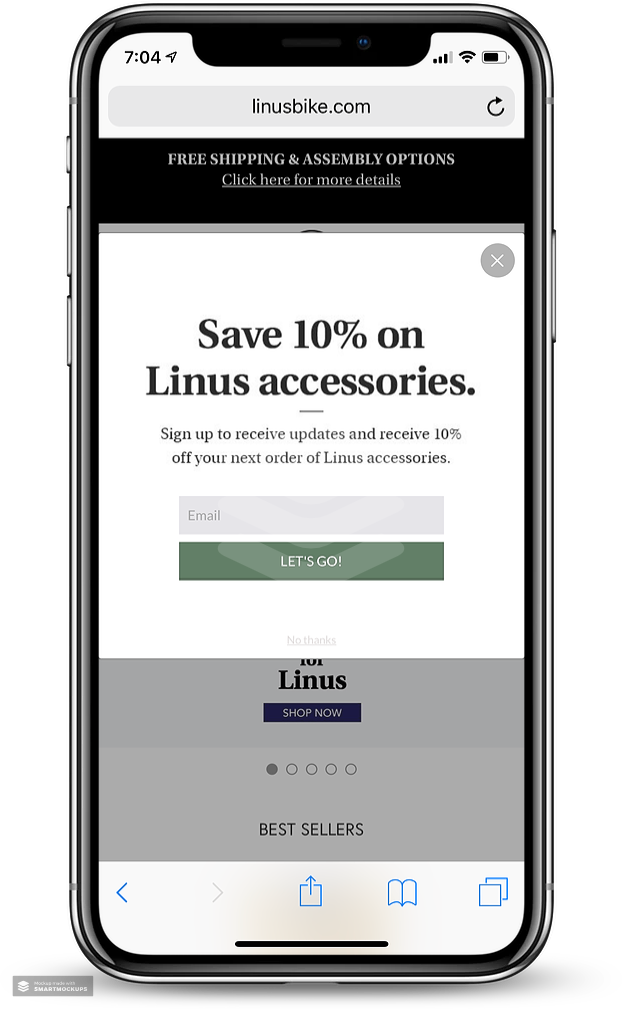 7:04
linusbike.com
FREE SHIPPING & ASSEMBLY OPTIONS
Click here for more details
Save 10% on
Linus accessories.
Sign up to receive updates and receive 10%
off your next order of Linus accessories.
Email
LET'S GO!
No thanks
for
Linus
SHOP NOW
BEST SELLERS
Mockup made with
SMARTMOCKUPS